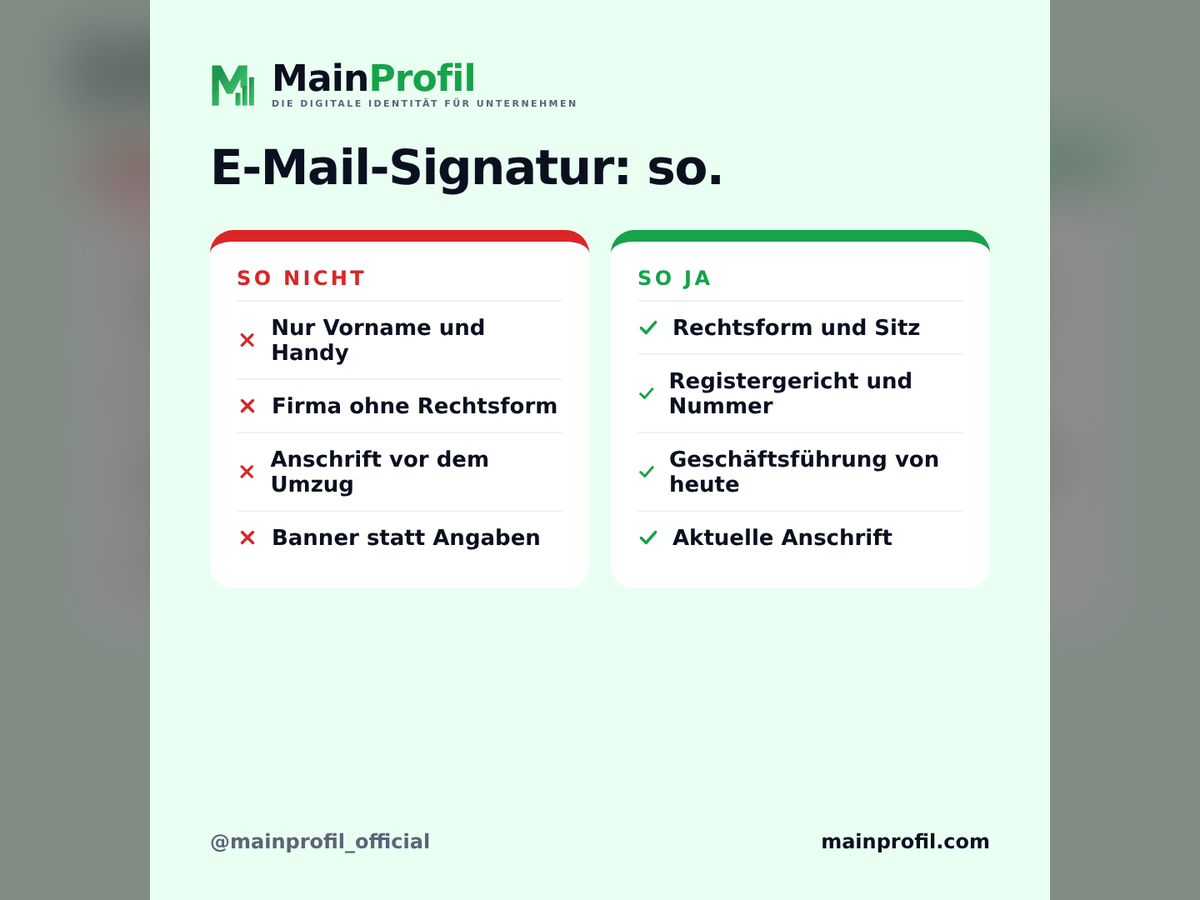 MainProfil
DIE DIGITALE IDENTITÄT FÜR UNTERNEHMEN
E-Mail-Signatur: so.
SO NICHT
Nur Vorname und
Handy
Firma ohne Rechtsform
Anschrift vor dem
Umzug
Banner statt Angaben
SO JA
Rechtsform und Sitz
Registergericht und
Nummer
Geschäftsführung von
heute
Aktuelle Anschrift
@mainprofil_official
mainprofil.com